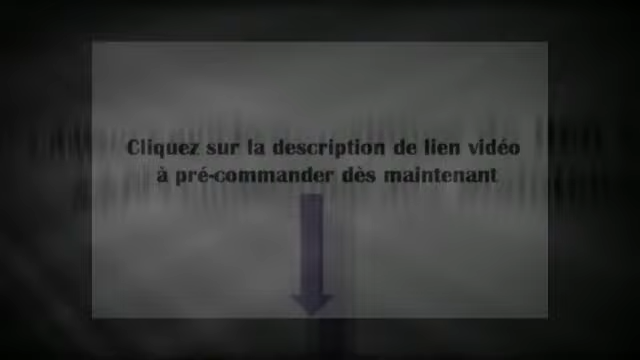 Cliquez sur la description de lien vidéo
à pré-commander dès maintenant